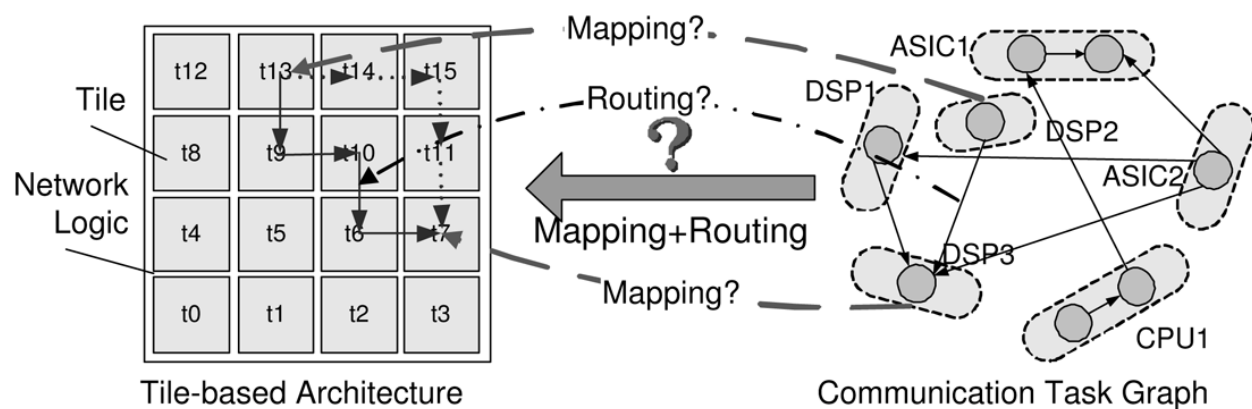 Mapping?
ASIC1
t12 t13 t14 t15
DSP1
Tile
Routing?
DSP2
?
t8 t9 t10 t11
ASIC2
Network
Logic
t4 t5 t6 t7
Mapping+Routing
DSP3
Mapping?
t0 t1 t2 t3
CPU1
Tile-based Architecture
Communication Task Graph